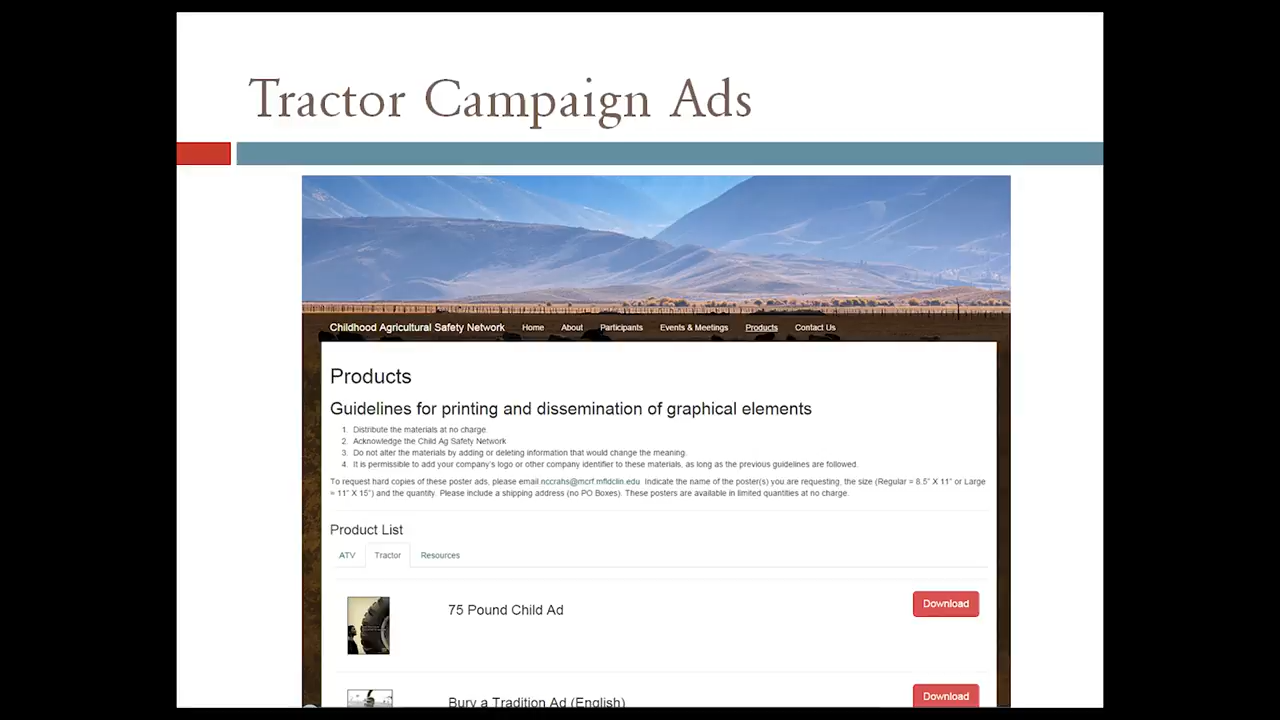 Tractor Campaign Ads
Childhood Agricultural Safety Network Home About Participants Events & Meetings Products Contact Us
Products
Guidelines for printing and dissemination of graphical elements
1. Distribute the materials at no charge.
2. Acknowledge the Child Ag Safety Network
3. Do not alter the materials by adding or deleting information that would change the meaning.
4. It is permissible to add your company's logo or other company identifier to these materials, as long as the previous guidelines are followed.
To request hard copies of these poster ads, please email nccrahs@mcrf.mfldclin.edu Indicate the name of the poster(s) you are requesting, the size (Regular = 8.5" X 11" or Large
= 11" X 15") and the quantity. Please include a shipping address (no PO Boxes). These posters are available in limited quantities at no charge.
Product List
ATV Tractor Resources
75 Pound Child Ad Download
Bury a Tradition Ad (English) Download